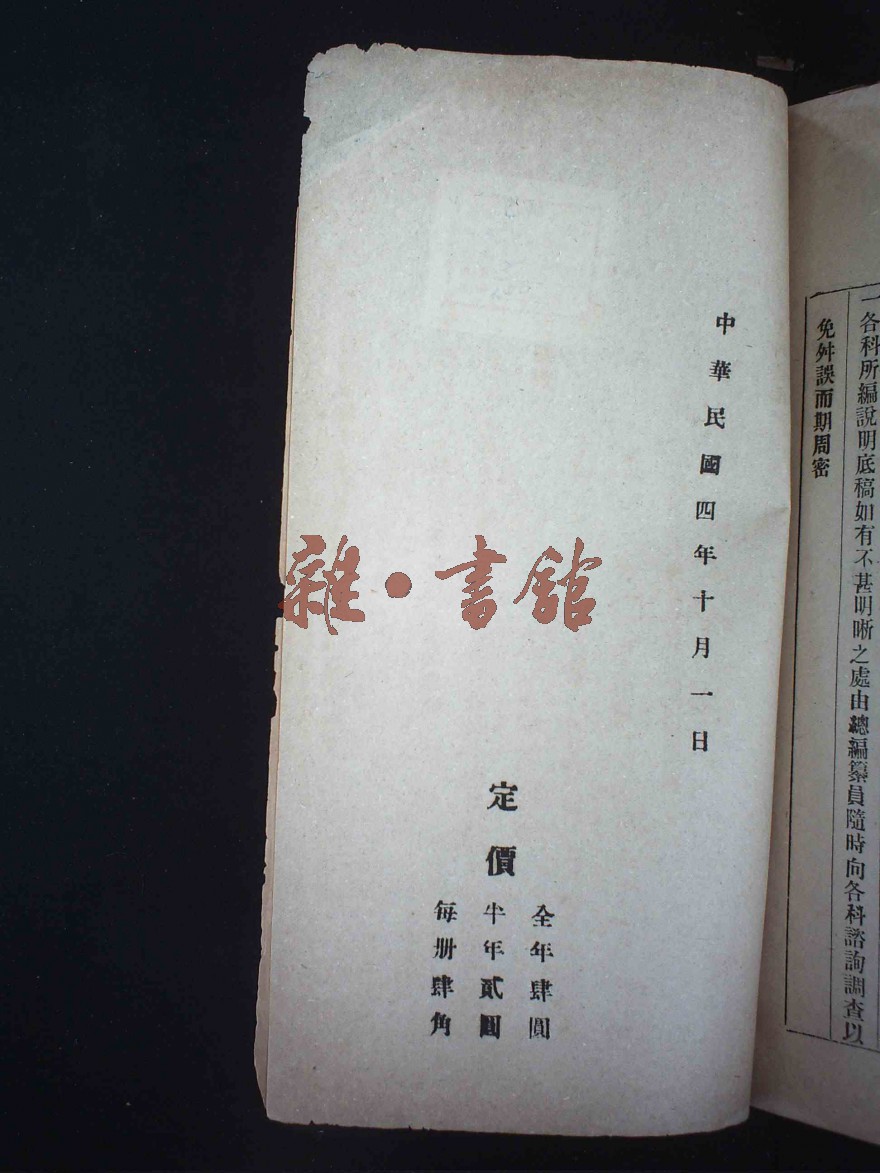 一各科所編說明底稿如有不甚明晰之處由總編纂員隨時向各科諮詢調查以
免舛誤而期周密
中華民國四年十月一日
定價
全年肆圓
半年貳圓
每册肆角
雜·書館